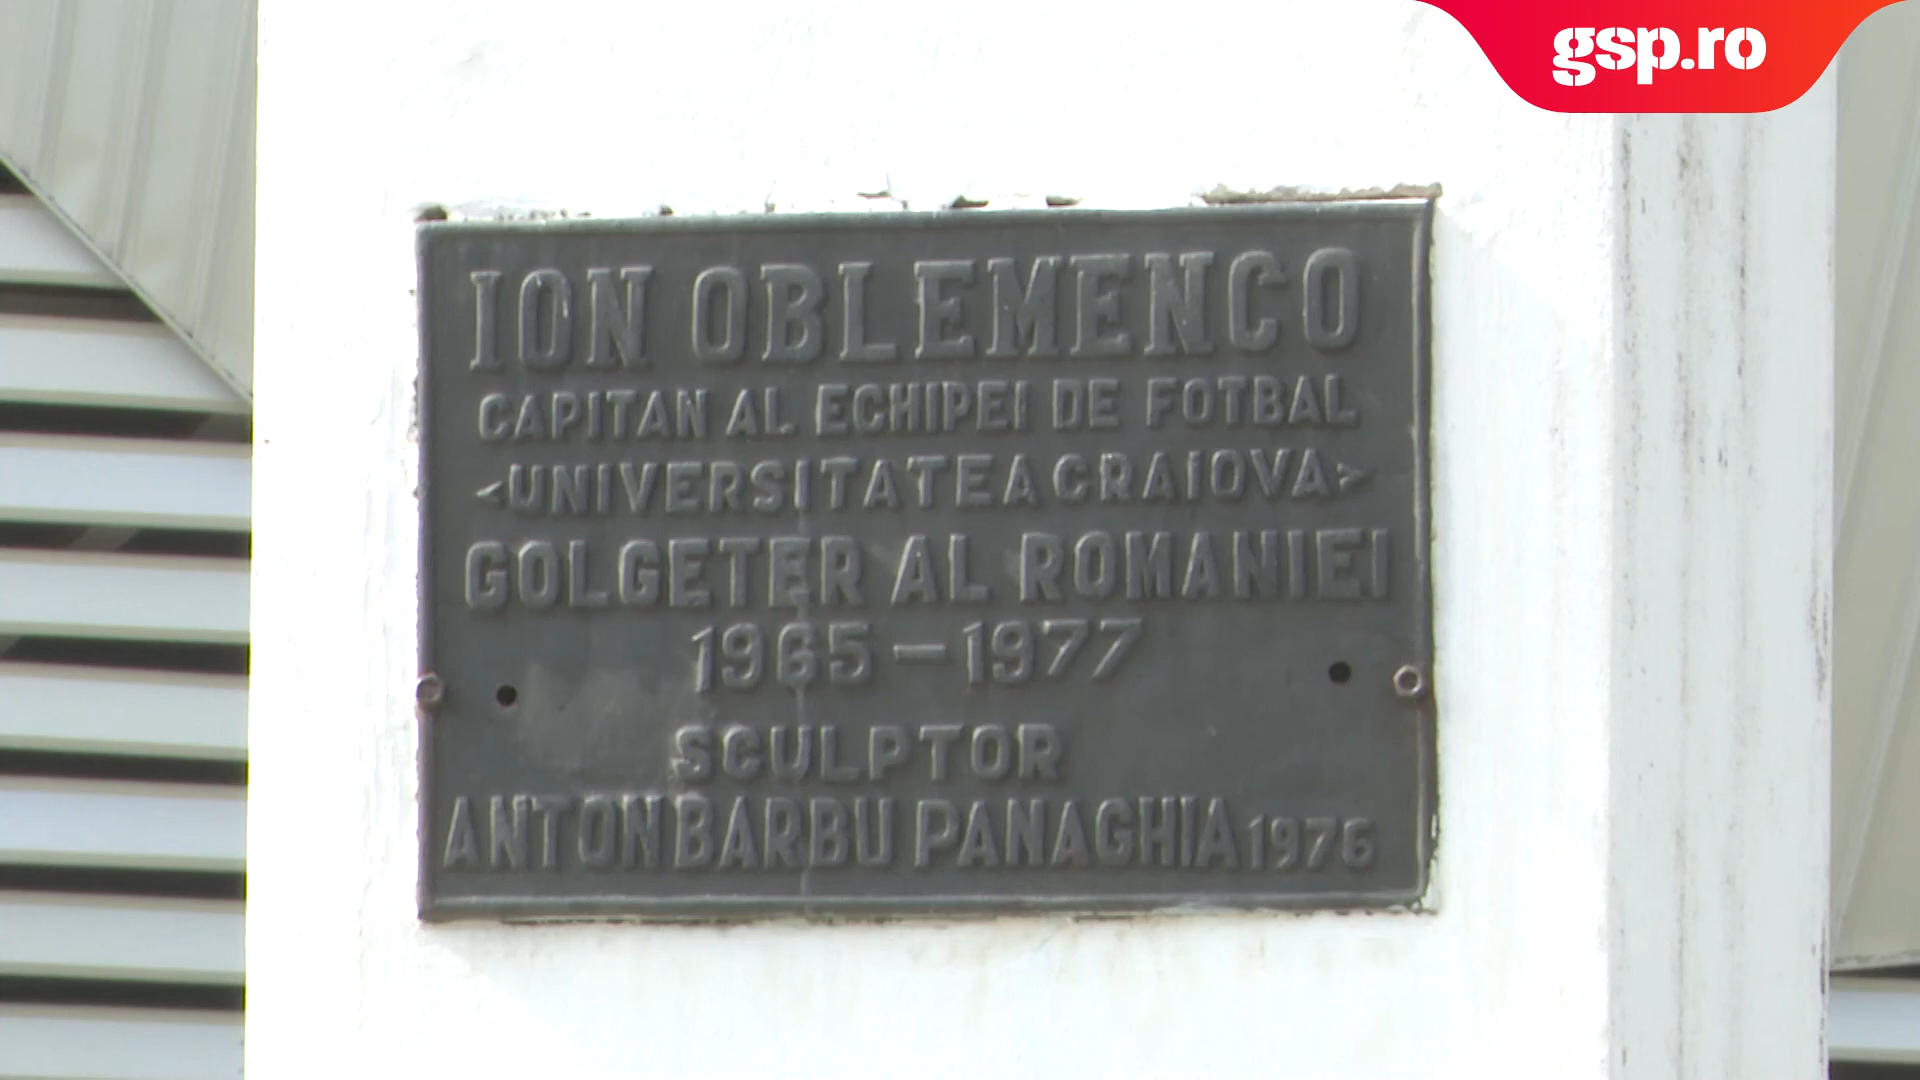 gsp.ro
ION OBLEMENCO
CAPITAN AL ECHIPEI DE FOTBAL
<UNIVERSITATEA CRAIOVA>
GOLGETER AL ROMANIEI
1965 – 1977
SCULPTOR
ANTON BARBU PANAGHIA 1976